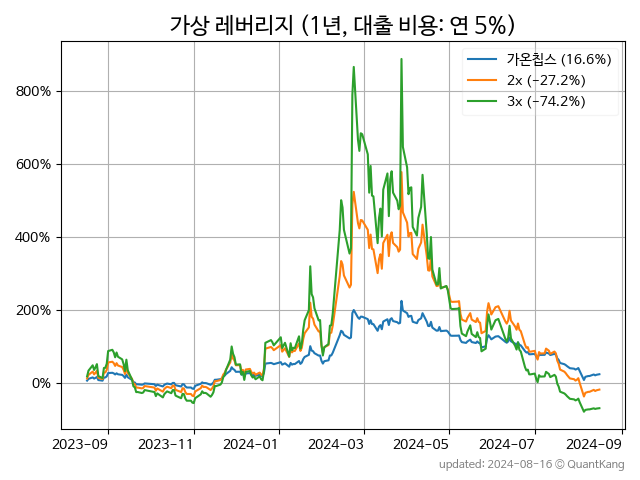 가상 레버리지 (1년, 대출 비용: 연 5%)
가온칩스 (16.6%)
2x (−27.2%)
3x (−74.2%)
800%
600%
400%
200%
0%
2023−09 2023−11 2024−01 2024−03 2024−05 2024−07 2024−09
updated: 2024-08-16 © QuantKang